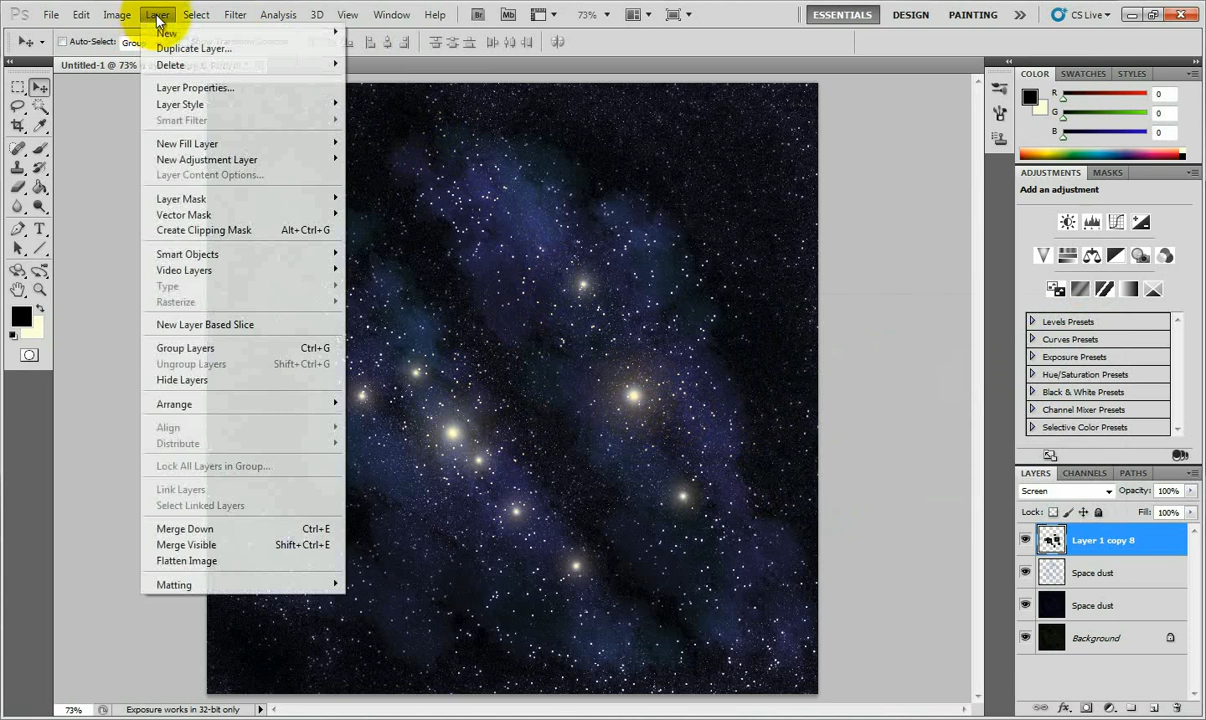 Ps File Edit Image Layer Select Filter Analysis 3D View Window Help Br Mb 73% ESSENTIALS DESIGN PAINTING CS Live
Auto-Select: Group
Untitled-1 @ 73%
New
Duplicate Layer...
Delete
Layer Properties...
Layer Style
Smart Filter
New Fill Layer
New Adjustment Layer
Layer Content Options...
Layer Mask
Vector Mask
Create Clipping Mask Alt+Ctrl+G
Smart Objects
Video Layers
Type
Rasterize
New Layer Based Slice
Group Layers Ctrl+G
Ungroup Layers Shift+Ctrl+G
Hide Layers
Arrange
Align
Distribute
Lock All Layers in Group...
Link Layers
Select Linked Layers
Merge Down Ctrl+E
Merge Visible Shift+Ctrl+E
Flatten Image
Matting
COLOR SWATCHES STYLES
R 0
G 0
B 0
ADJUSTMENTS MASKS
Add an adjustment
Levels Presets
Curves Presets
Exposure Presets
Hue/Saturation Presets
Black & White Presets
Channel Mixer Presets
Selective Color Presets
LAYERS CHANNELS PATHS
Screen Opacity: 100%
Lock: Fill: 100%
Layer 1 copy 8
Space dust
Space dust
Background
73% Exposure works in 32-bit only